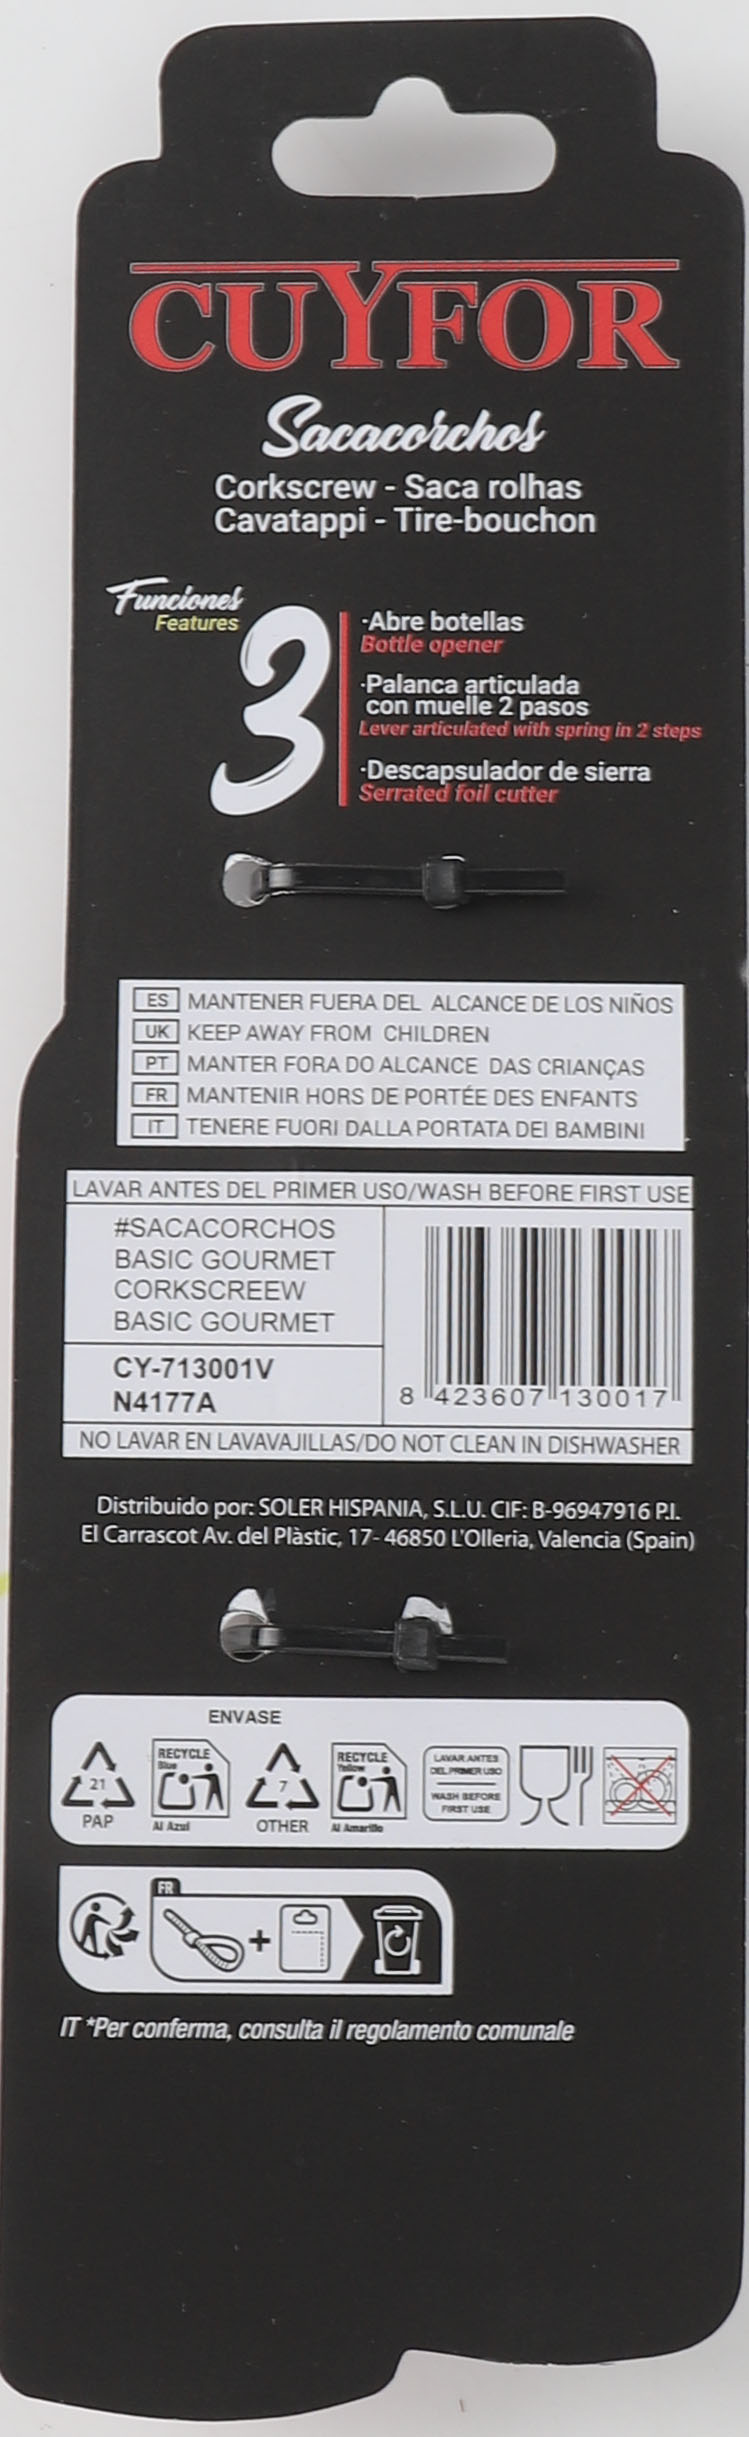 CUYFOR
Sacacorchos
Corkscrew - Saca rolhas
Cavatappi - Tire-bouchon
Funciones
Features
3
·Abre botellas
Bottle opener
·Palanca articulada
con muelle 2 pasos
Lever articulated with spring in 2 steps
·Descapsulador de sierra
Serrated foil cutter
ES MANTENER FUERA DEL ALCANCE DE LOS NIÑOS
UK KEEP AWAY FROM CHILDREN
PT MANTER FORA DO ALCANCE DAS CRIANÇAS
FR MANTENIR HORS DE PORTÉE DES ENFANTS
IT TENERE FUORI DALLA PORTATA DEI BAMBINI
LAVAR ANTES DEL PRIMER USO/WASH BEFORE FIRST USE
#SACACORCHOS
BASIC GOURMET
CORKSCREEW
BASIC GOURMET
CY-713001V
N4177A
8 423607 130017
NO LAVAR EN LAVAVAJILLAS/DO NOT CLEAN IN DISHWASHER
Distribuido por: SOLER HISPANIA, S.L.U. CIF: B-96947916 P.I.
El Carrascot Av. del Plàstic, 17- 46850 L'Olleria, Valencia (Spain)
ENVASE
21
PAP
RECYCLE
Blue
Al Azul
7
OTHER
RECYCLE
Yellow
Al Amarillo
LAVAR ANTES
DEL PRIMER USO
WASH BEFORE
FIRST USE
FR
+
IT *Per conferma, consulta il regolamento comunale